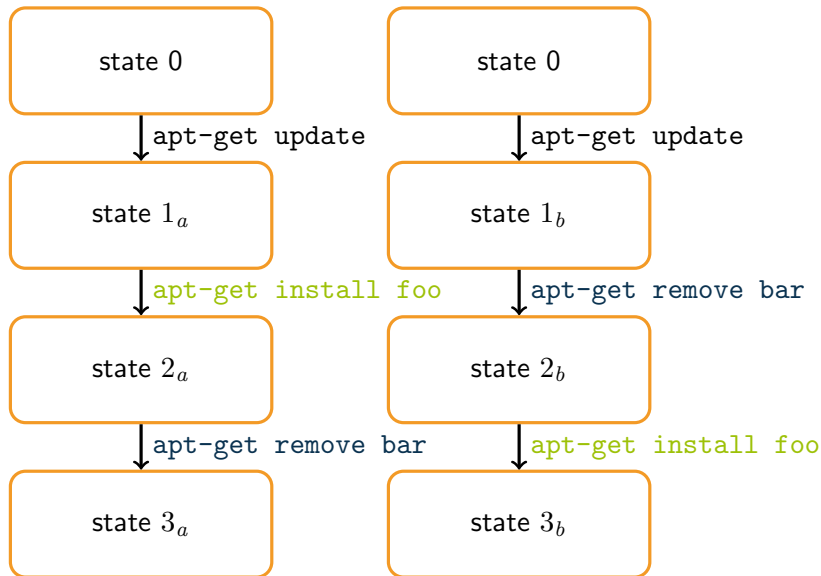 state 0
apt-get update
state 1a
apt-get install foo
state 2a
apt-get remove bar
state 3a
state 0
apt-get update
state 1b
apt-get remove bar
state 2b
apt-get install foo
state 3b